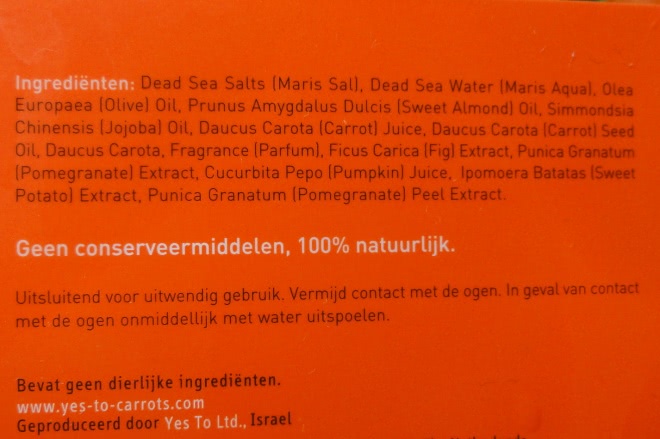 Ingrediënten: Dead Sea Salts (Maris Sal), Dead Sea Water (Maris Aqua), Olea
Europaea (Olive) Oil, Prunus Amygdalus Dulcis (Sweet Almond) Oil, Simmondsia
Chinensis (Jojoba) Oil, Daucus Carota (Carrot) Juice, Daucus Carota (Carrot) Seed
Oil, Daucus Carota, Fragrance (Parfum), Ficus Carica (Fig) Extract, Punica Granatum
(Pomegranate) Extract, Cucurbita Pepo (Pumpkin) Juice, Ipomoera Batatas (Sweet
Potato) Extract, Punica Granatum (Pomegranate) Peel Extract.
Geen conserveermiddelen, 100% natuurlijk.
Uitsluitend voor uitwendig gebruik. Vermijd contact met de ogen. In geval van contact
met de ogen onmiddellijk met water uitspoelen.
Bevat geen dierlijke ingrediënten.
www.yes-to-carrots.com
Geproduceerd door Yes To Ltd., Israel